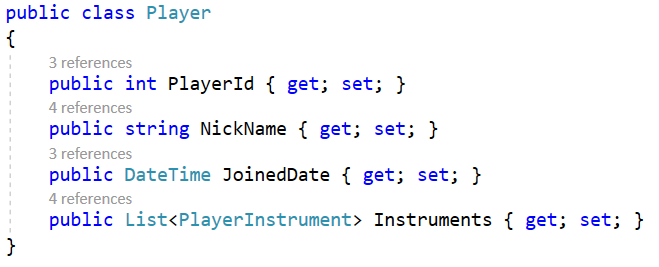 public class Player
{
3 references
public int PlayerId { get; set; }
4 references
public string NickName { get; set; }
3 references
public DateTime JoinedDate { get; set; }
4 references
public List<PlayerInstrument> Instruments { get; set; }
}